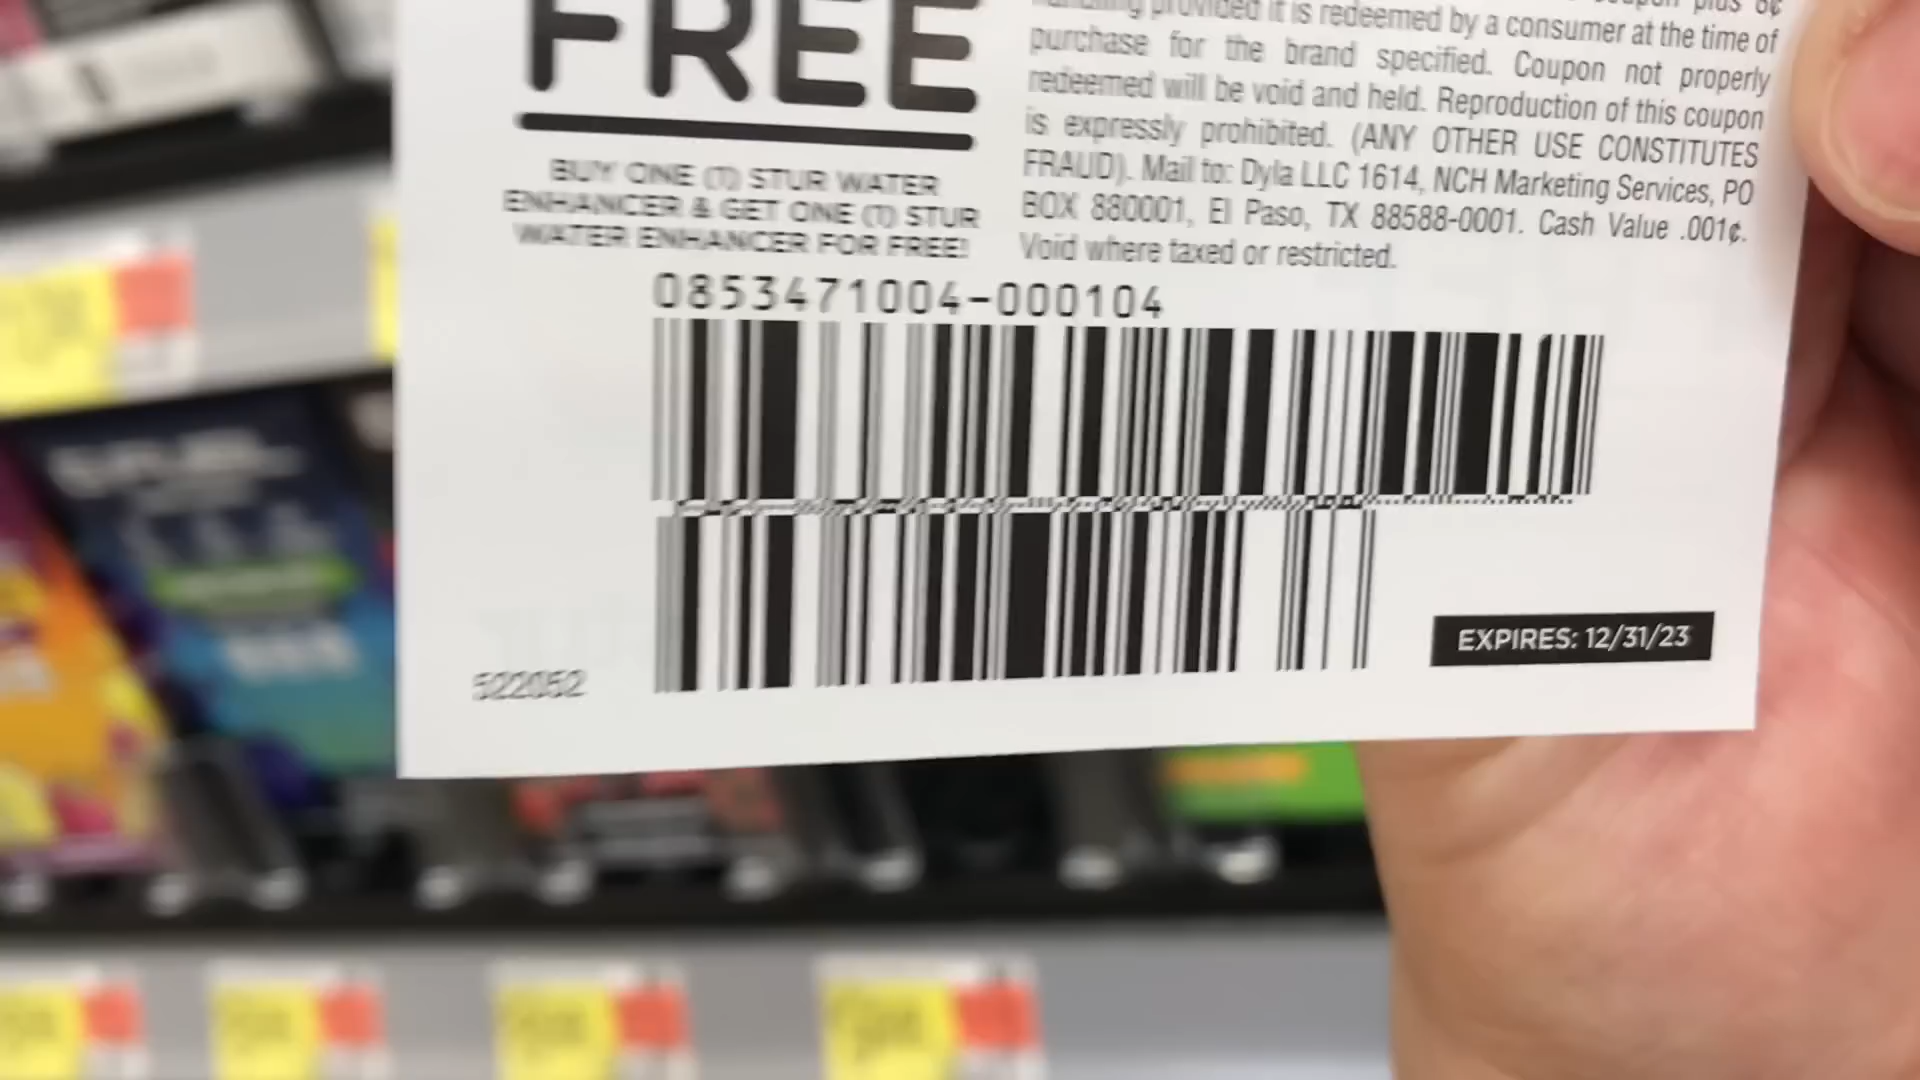 FREE
BUY ONE (1) STUR WATER
ENHANCER & GET ONE (1) STUR
WATER ENHANCER FOR FREE!
coupon plus 8¢
handling provided it is redeemed by a consumer at the time of
purchase for the brand specified. Coupon not properly
redeemed will be void and held. Reproduction of this coupon
is expressly prohibited. (ANY OTHER USE CONSTITUTES
FRAUD). Mail to: Dyla LLC 1614, NCH Marketing Services, PO
BOX 880001, El Paso, TX 88588-0001. Cash Value .001¢.
Void where taxed or restricted.
0853471004-000104
522052
EXPIRES: 12/31/23